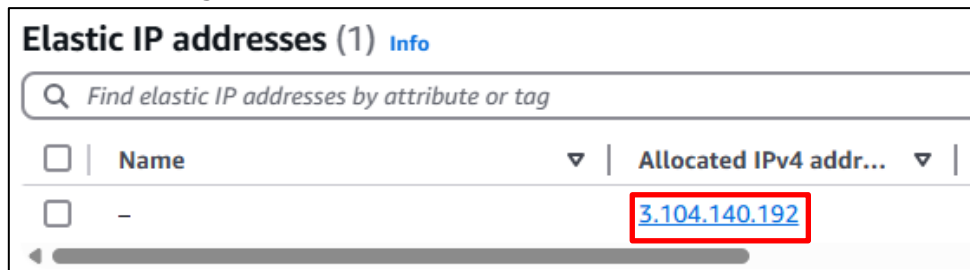 Elastic IP addresses (1) Info
Find elastic IP addresses by attribute or tag
Name Allocated IPv4 addr...
– 3.104.140.192